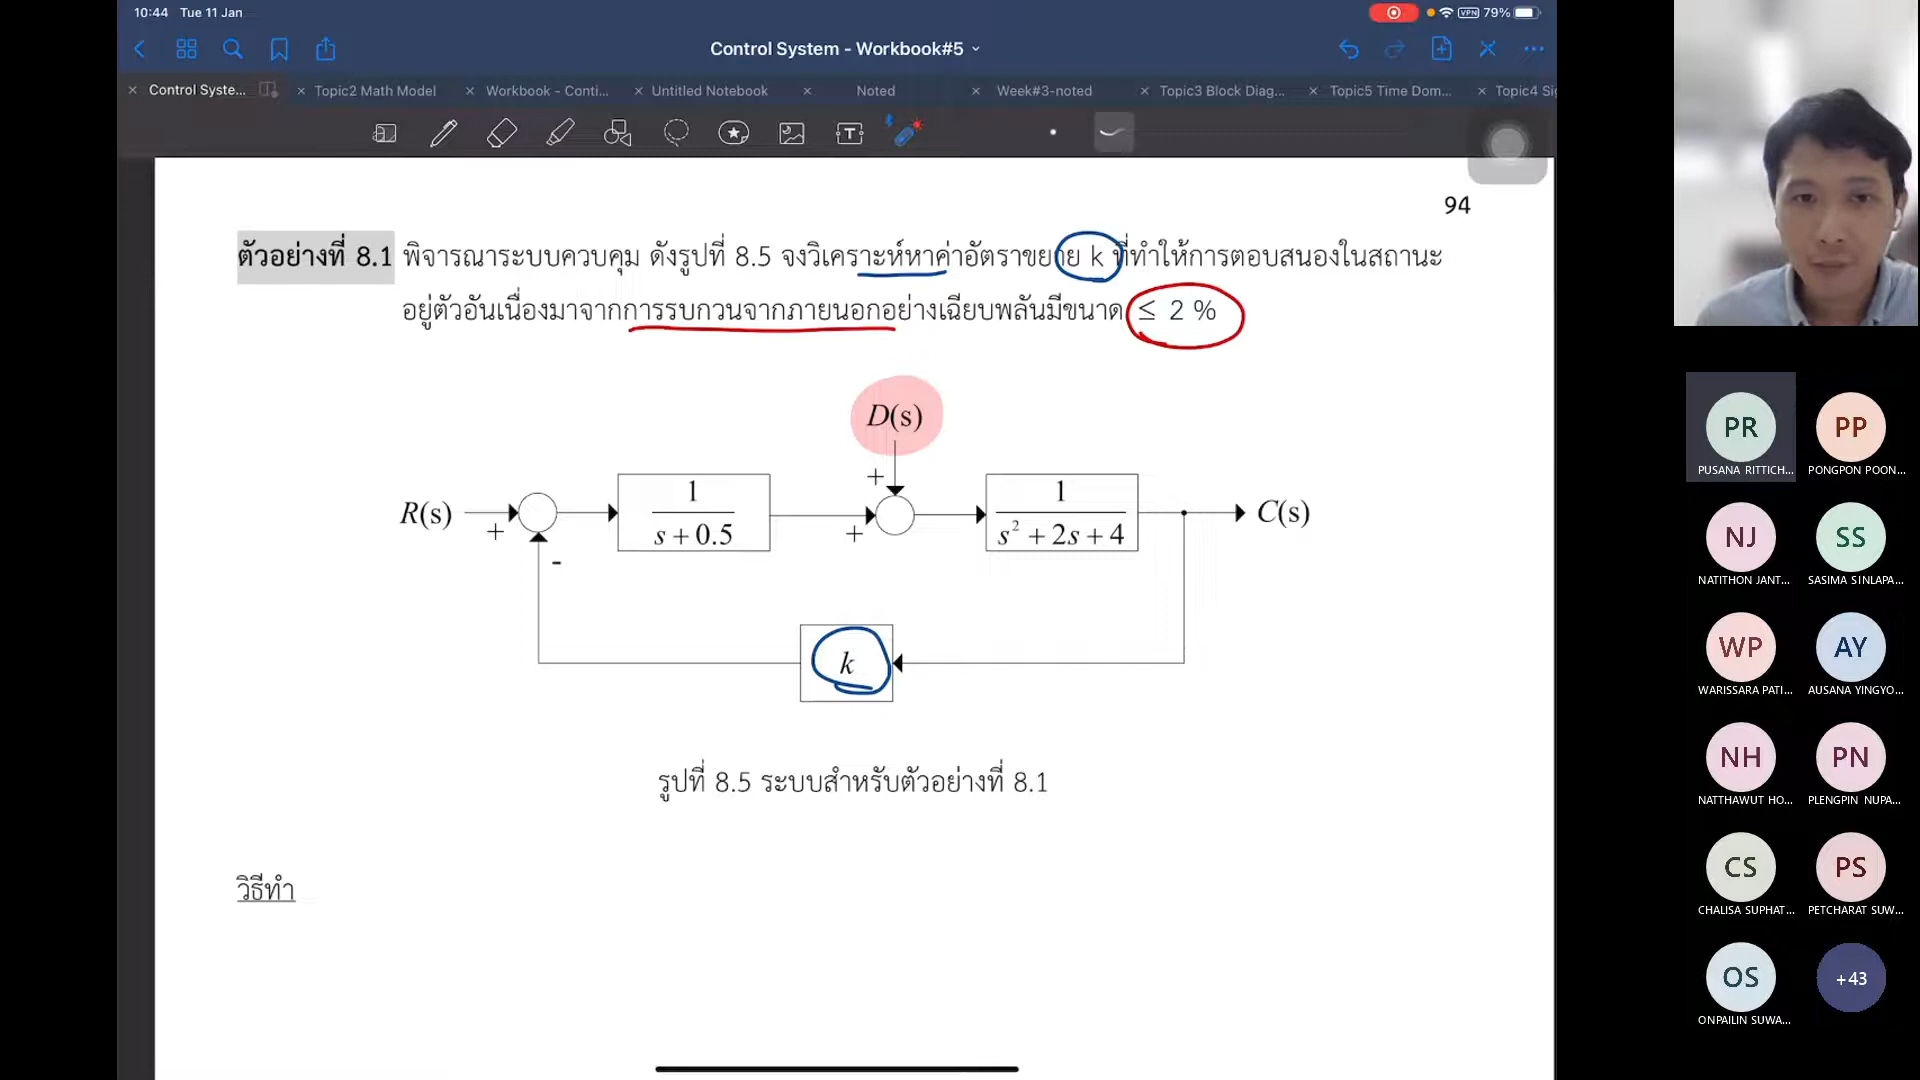 10:44 Tue 11 Jan
VPN 79%
Control System - Workbook#5
Control Syste...
Topic2 Math Model
Workbook - Conti...
Untitled Notebook
Noted
Week#3-noted
Topic3 Block Diag...
Topic5 Time Dom...
Topic4 Sig
94
ตัวอย่างที่ 8.1 พิจารณาระบบควบคุม ดังรูปที่ 8.5 จงวิเคราะห์หาค่าอัตราขยาย k ที่ทำให้การตอบสนองในสถานะ
อยู่ตัวอันเนื่องมาจากการรบกวนจากภายนอกอย่างเฉียบพลันมีขนาด ≤ 2 %
D(s)
+
R(s)
+
-
1
s + 0.5
+
1
s² + 2s + 4
C(s)
k
รูปที่ 8.5 ระบบสำหรับตัวอย่างที่ 8.1
วิธีทำ
PR
PUSANA RITTICH...
PP
PONGPON POON...
NJ
NATITHON JANT...
SS
SASIMA SINLAPA...
WP
WARISSARA PATI...
AY
AUSANA YINGYO...
NH
NATTHAWUT HO...
PN
PLENGPIN NUPA...
CS
CHALISA SUPHAT...
PS
PETCHARAT SUW...
OS
ONPAILIN SUWA...
+43